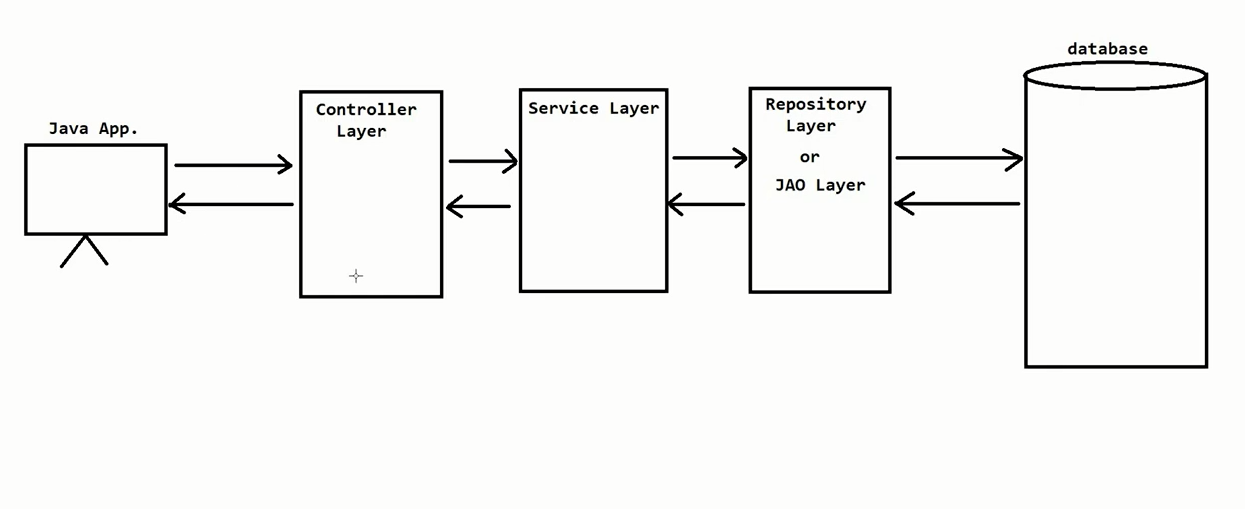 Java App.
Controller
Layer
Service Layer
Repository
Layer
or
JAO Layer
database